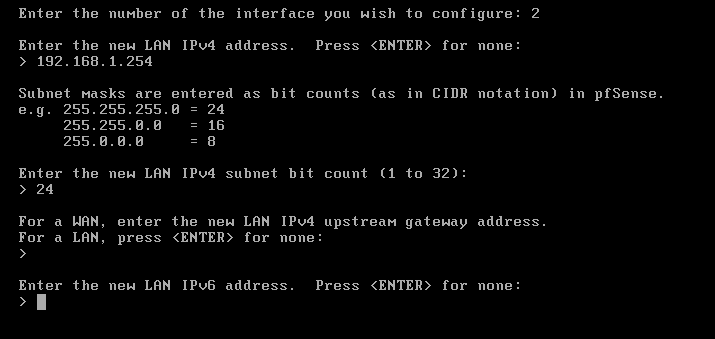 Enter the number of the interface you wish to configure: 2
Enter the new LAN IPv4 address.  Press <ENTER> for none:
> 192.168.1.254
Subnet masks are entered as bit counts (as in CIDR notation) in pfSense.
e.g. 255.255.255.0 = 24
     255.255.0.0   = 16
     255.0.0.0     = 8
Enter the new LAN IPv4 subnet bit count (1 to 32):
> 24
For a WAN, enter the new LAN IPv4 upstream gateway address.
For a LAN, press <ENTER> for none:
>
Enter the new LAN IPv6 address.  Press <ENTER> for none:
>